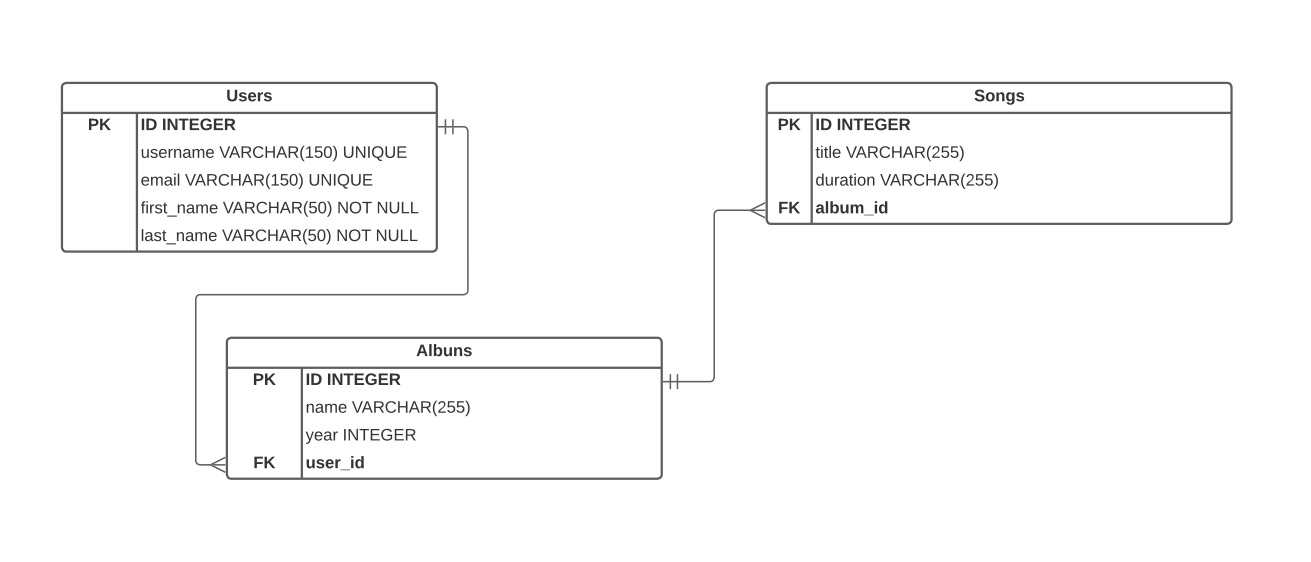 Users
PK ID INTEGER
username VARCHAR(150) UNIQUE
email VARCHAR(150) UNIQUE
first_name VARCHAR(50) NOT NULL
last_name VARCHAR(50) NOT NULL
Songs
PK ID INTEGER
title VARCHAR(255)
duration VARCHAR(255)
FK album_id
Albuns
PK ID INTEGER
name VARCHAR(255)
year INTEGER
FK user_id